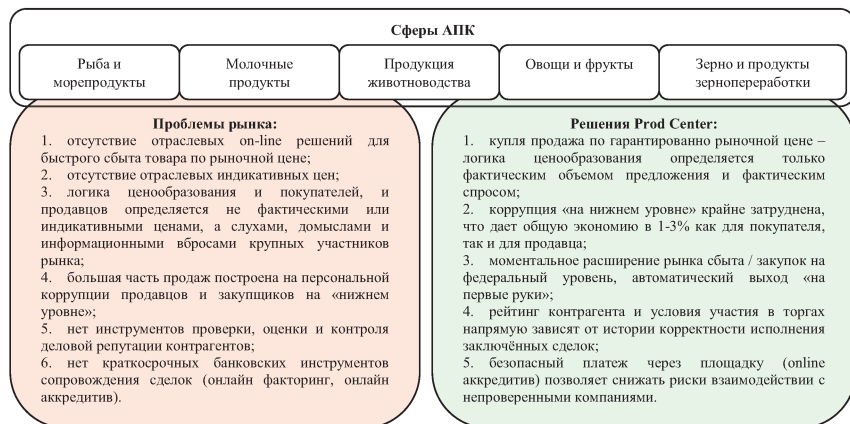 Сферы АПК
Рыба и
морепродукты
Молочные
продукты
Продукция
животноводства
Овощи и фрукты
Зерно и продукты
зернопереработки
Проблемы рынка:
1. отсутствие отраслевых on-line решений для
быстрого сбыта товара по рыночной цене;
2. отсутствие отраслевых индикативных цен;
3. логика ценообразования и покупателей, и
продавцов определяется не фактическими или
индикативными ценами, а слухами, домыслами и
информационными вбросами крупных участников
рынка;
4. большая часть продаж построена на персональной
коррупции продавцов и закупщиков на «нижнем
уровне»;
5. нет инструментов проверки, оценки и контроля
деловой репутации контрагентов;
6. нет краткосрочных банковских инструментов
сопровождения сделок (онлайн факторинг, онлайн
аккредитив).
Решения Prod Center:
1. купля продажа по гарантированно рыночной цене –
логика ценообразования определяется только
фактическим объемом предложения и фактическим
спросом;
2. коррупция «на нижнем уровне» крайне затруднена,
что дает общую экономию в 1-3% как для покупателя,
так и для продавца;
3. моментальное расширение рынка сбыта / закупок на
федеральный уровень, автоматический выход «на
первые руки»;
4. рейтинг контрагента и условия участия в торгах
напрямую зависят от истории корректности исполнения
заключённых сделок;
5. безопасный платеж через площадку (online
аккредитив) позволяет снижать риски взаимодействии с
непроверенными компаниями.